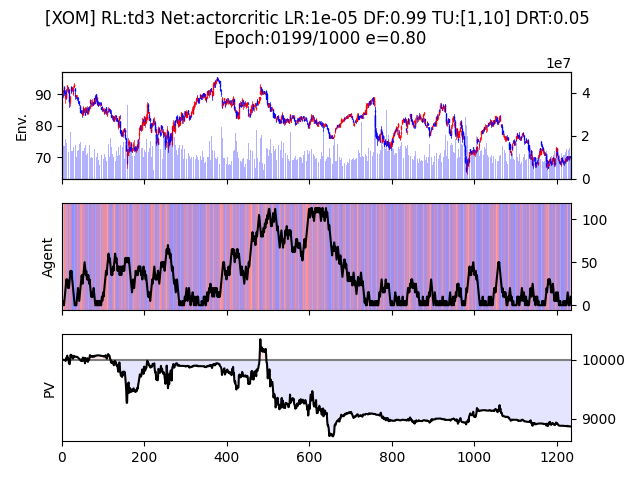 [XOM] RL:td3 Net:actorcritic LR:1e-05 DF:0.99 TU:[1,10] DRT:0.05
Epoch:0199/1000 e=0.80
1e7
Env.
90
80
70
4
2
0
Agent
100
50
0
PV
10000
9000
0 200 400 600 800 1000 1200